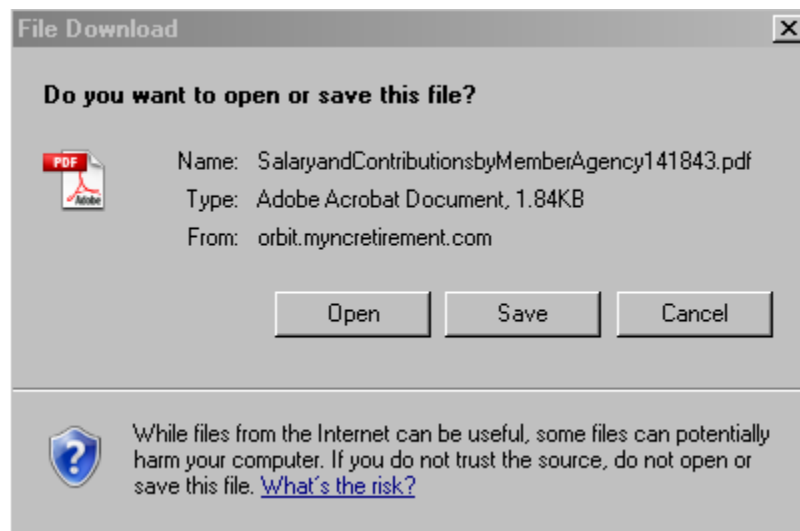 File Download
Do you want to open or save this file?
PDF
Adobe
Name: SalaryandContributionsbyMemberAgency141843.pdf
Type: Adobe Acrobat Document, 1.84KB
From: orbit.myncretirement.com
Open Save Cancel
While files from the Internet can be useful, some files can potentially
harm your computer. If you do not trust the source, do not open or
save this file. What's the risk?